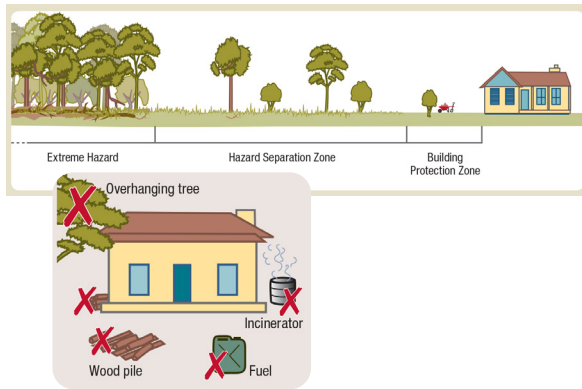 Extreme Hazard
Hazard Separation Zone
Building
Protection Zone
Overhanging tree
Incinerator
Wood pile
Fuel